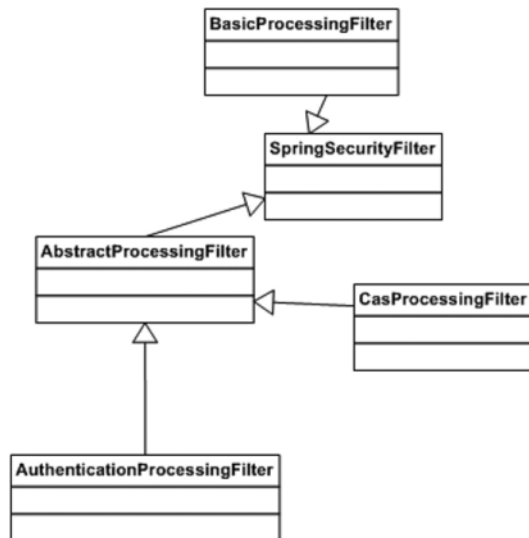 BasicProcessingFilter
SpringSecurityFilter
AbstractProcessingFilter
CasProcessingFilter
AuthenticationProcessingFilter